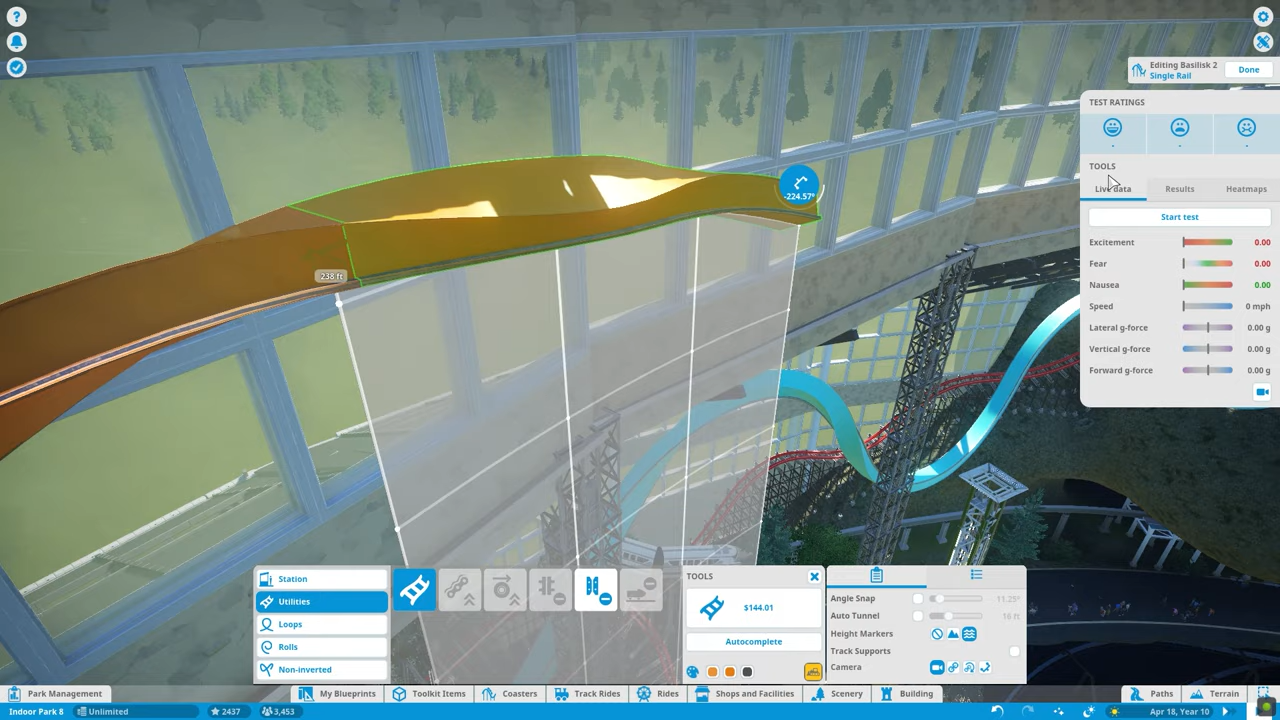 Editing Basilisk 2
Single Rail
Done
TEST RATINGS
- - -
TOOLS
Live data Results Heatmaps
-224.57°
Start test
Excitement 0.00
Fear 0.00
238 ft
Nausea 0.00
Speed 0 mph
Lateral g-force 0.00 g
Vertical g-force 0.00 g
Forward g-force 0.00 g
Station
Utilities
Loops
Rolls
Non-inverted
TOOLS
$144.01
Autocomplete
Angle Snap 11.25°
Auto Tunnel 16 ft
Height Markers
Track Supports
Camera
Park Management My Blueprints Toolkit Items Coasters Track Rides Rides Shops and Facilities Scenery Building Paths Terrain
Indoor Park 8 Unlimited 2437 3,453 Apr 18, Year 10